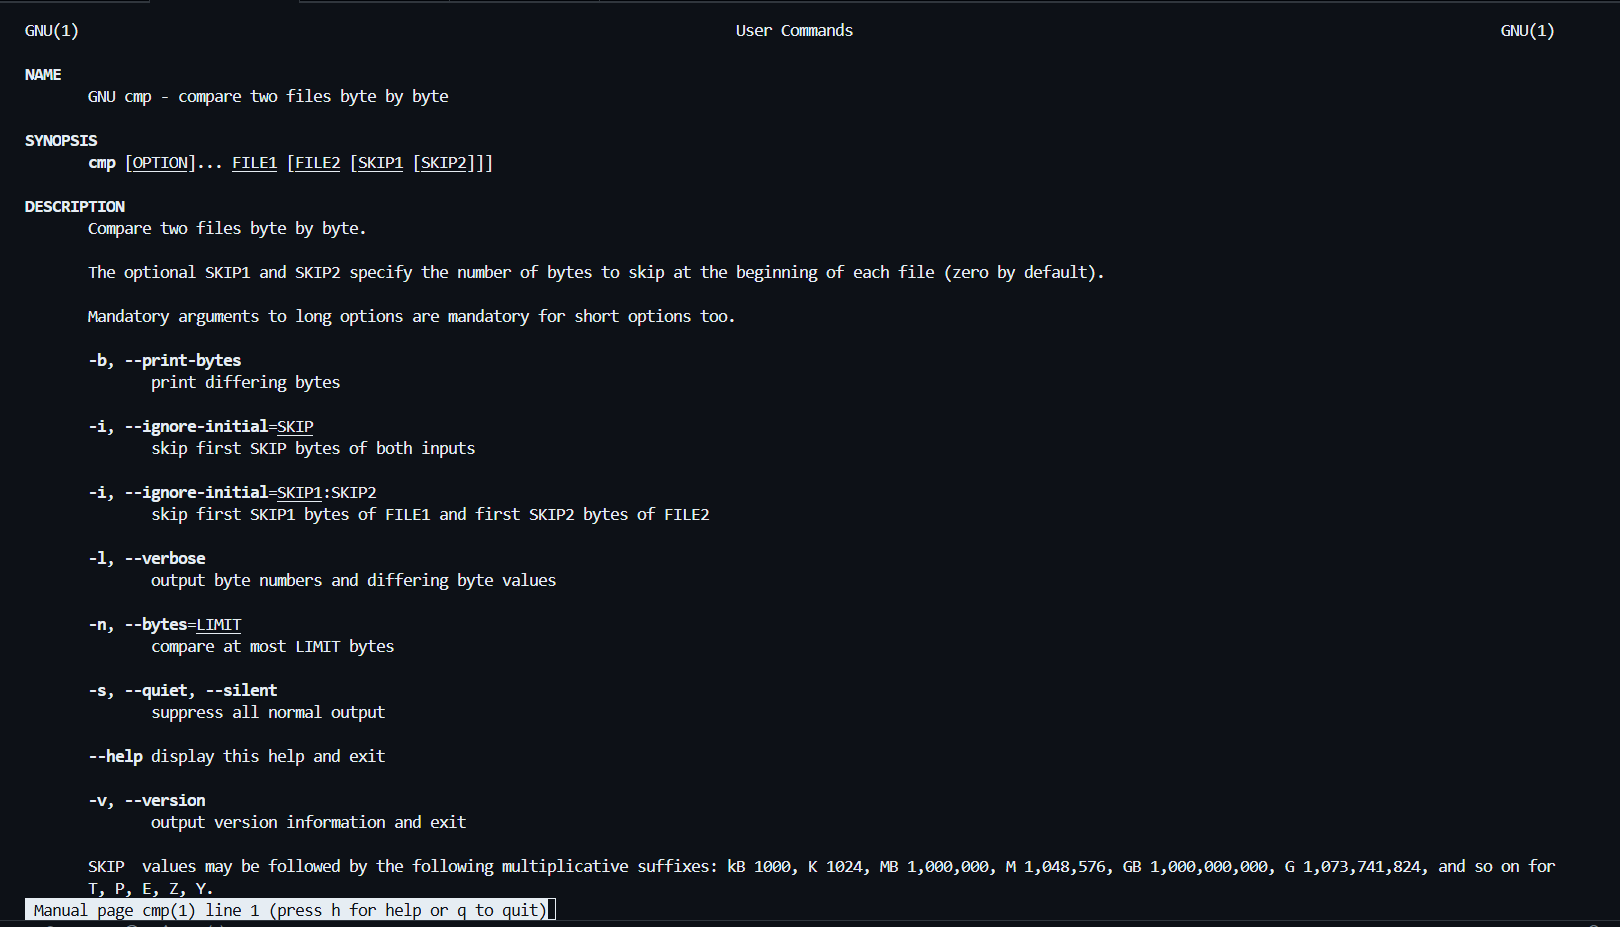 GNU(1) User Commands GNU(1)
NAME
GNU cmp - compare two files byte by byte
SYNOPSIS
cmp [OPTION]... FILE1 [FILE2 [SKIP1 [SKIP2]]]
DESCRIPTION
Compare two files byte by byte.
The optional SKIP1 and SKIP2 specify the number of bytes to skip at the beginning of each file (zero by default).
Mandatory arguments to long options are mandatory for short options too.
-b, --print-bytes
print differing bytes
-i, --ignore-initial=SKIP
skip first SKIP bytes of both inputs
-i, --ignore-initial=SKIP1:SKIP2
skip first SKIP1 bytes of FILE1 and first SKIP2 bytes of FILE2
-l, --verbose
output byte numbers and differing byte values
-n, --bytes=LIMIT
compare at most LIMIT bytes
-s, --quiet, --silent
suppress all normal output
--help display this help and exit
-v, --version
output version information and exit
SKIP  values may be followed by the following multiplicative suffixes: kB 1000, K 1024, MB 1,000,000, M 1,048,576, GB 1,000,000,000, G 1,073,741,824, and so on for
T, P, E, Z, Y.
Manual page cmp(1) line 1 (press h for help or q to quit)